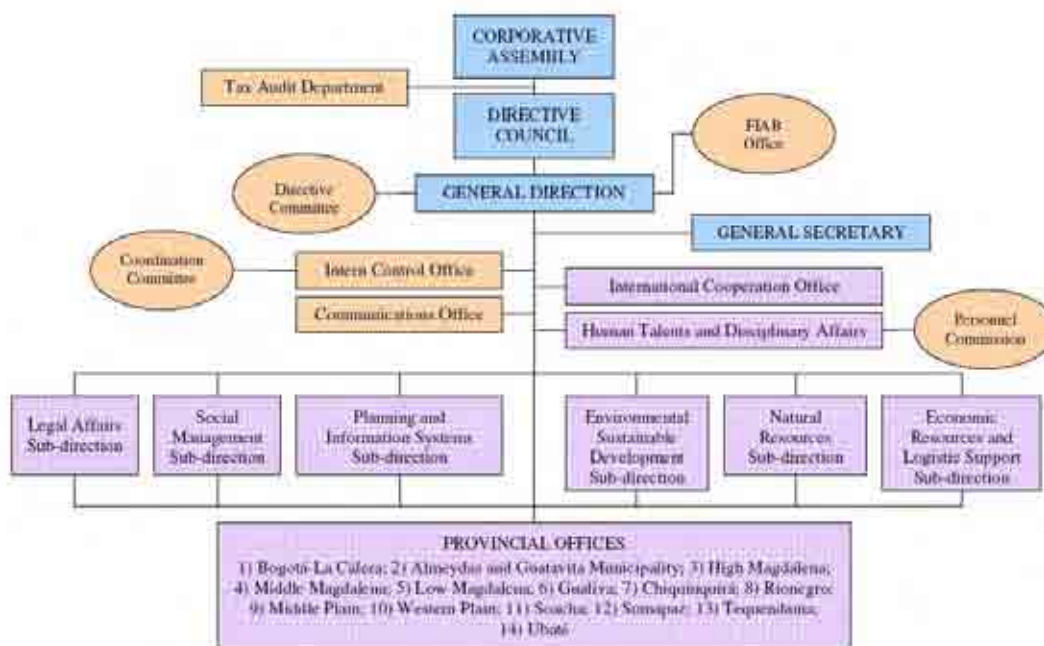 CORPORATIVE
ASSEMBLY
Tax Audit Department
DIRECTIVE
COUNCIL
FIAB
Office
Directive
Committee
GENERAL DIRECTION
GENERAL SECRETARY
Coordination
Committee
Intern Control Office
International Cooperation Office
Communications Office
Human Talents and Disciplinary Affairs
Personnel
Commission
Legal Affairs
Sub-direction
Social
Management
Sub-direction
Planning and
Information Systems
Sub-direction
Environmental
Sustainable
Development
Sub-direction
Natural
Resources
Sub-direction
Economic
Resources and
Logistic Support
Sub-direction
PROVINCIAL OFFICES
1) Bogotá-La Calera; 2) Almeydas and Guatavita Municipality; 3) High Magdalena;
4) Middle Magdalena; 5) Low Magdalena; 6) Gualiva; 7) Chiquinquirá; 8) Rionegro;
9) Middle Plain; 10) Western Plain; 11) Soacha; 12) Sumapaz; 13) Tequendama;
14) Ubaté